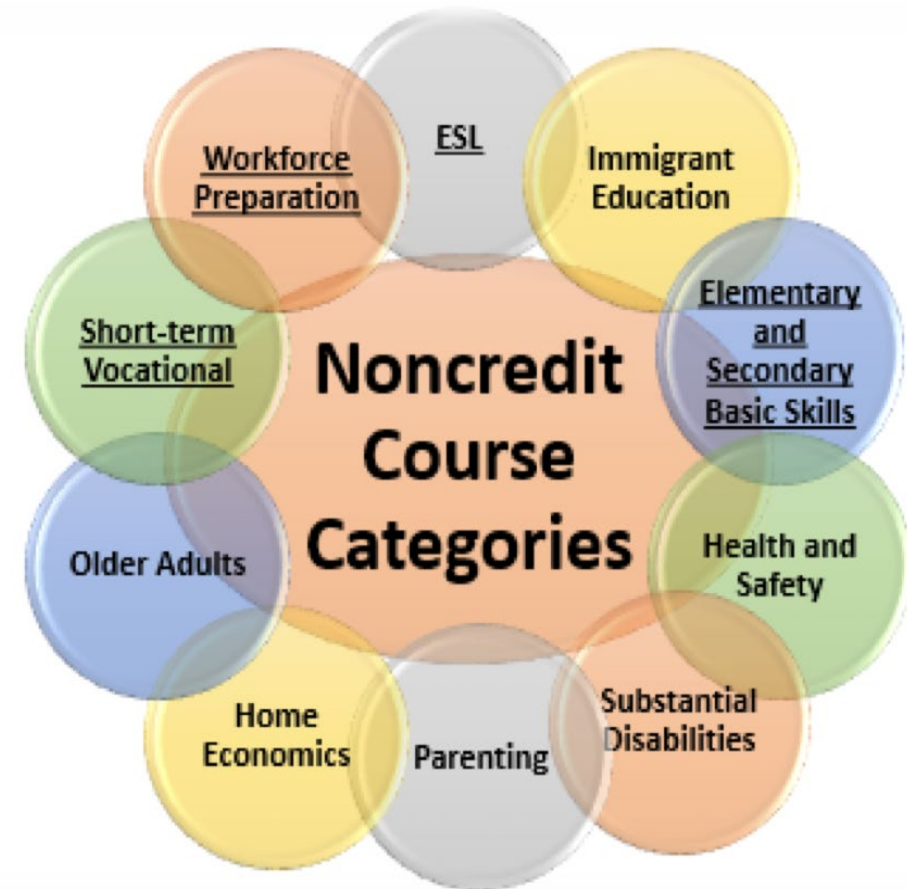 ESL
Immigrant
Education
Elementary
and
Secondary
Basic Skills
Health and
Safety
Substantial
Disabilities
Parenting
Home
Economics
Older Adults
Short-term
Vocational
Workforce
Preparation
Noncredit
Course
Categories